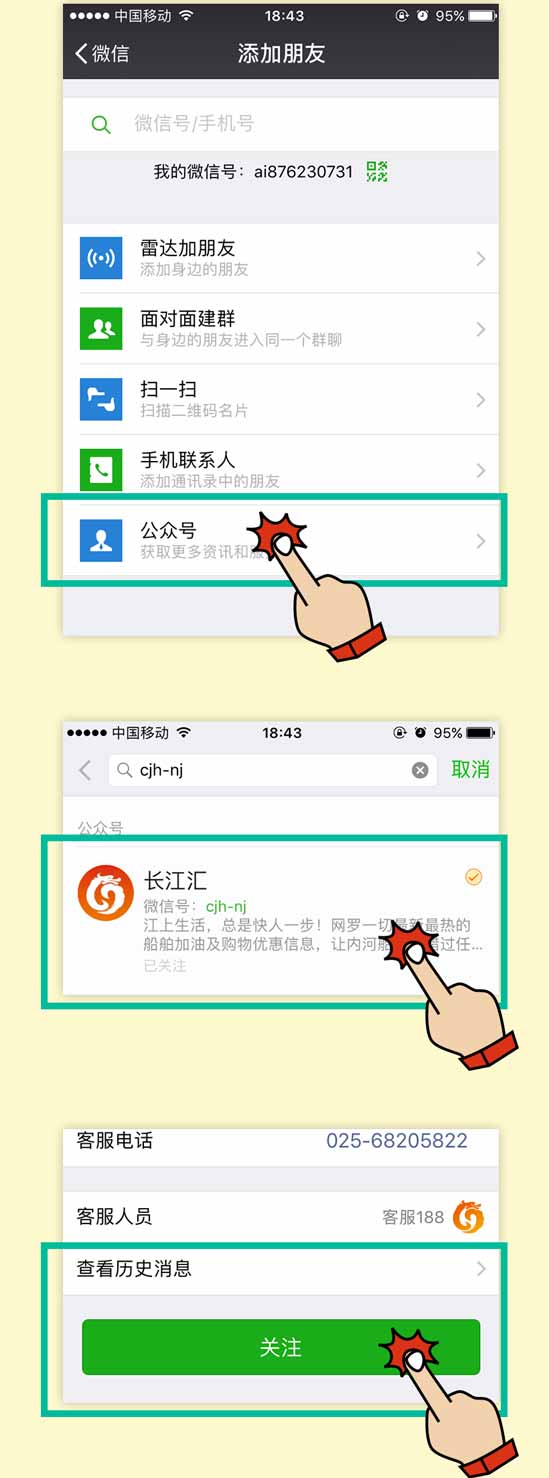 中国移动 18:43 95%
微信 添加朋友
微信号/手机号
我的微信号：ai876230731
雷达加朋友
添加身边的朋友
面对面建群
与身边的朋友进入同一个群聊
扫一扫
扫描二维码名片
手机联系人
添加通讯录中的朋友
公众号
获取更多资讯和服
中国移动 18:43 95%
cjh-nj 取消
公众号
长江汇
微信号：cjh-nj
江上生活，总是快人一步！网罗一切最新最热的
船舶加油及购物优惠信息，让内河船 过任...
已关注
客服电话 025-68205822
客服人员 客服188
查看历史消息
关注